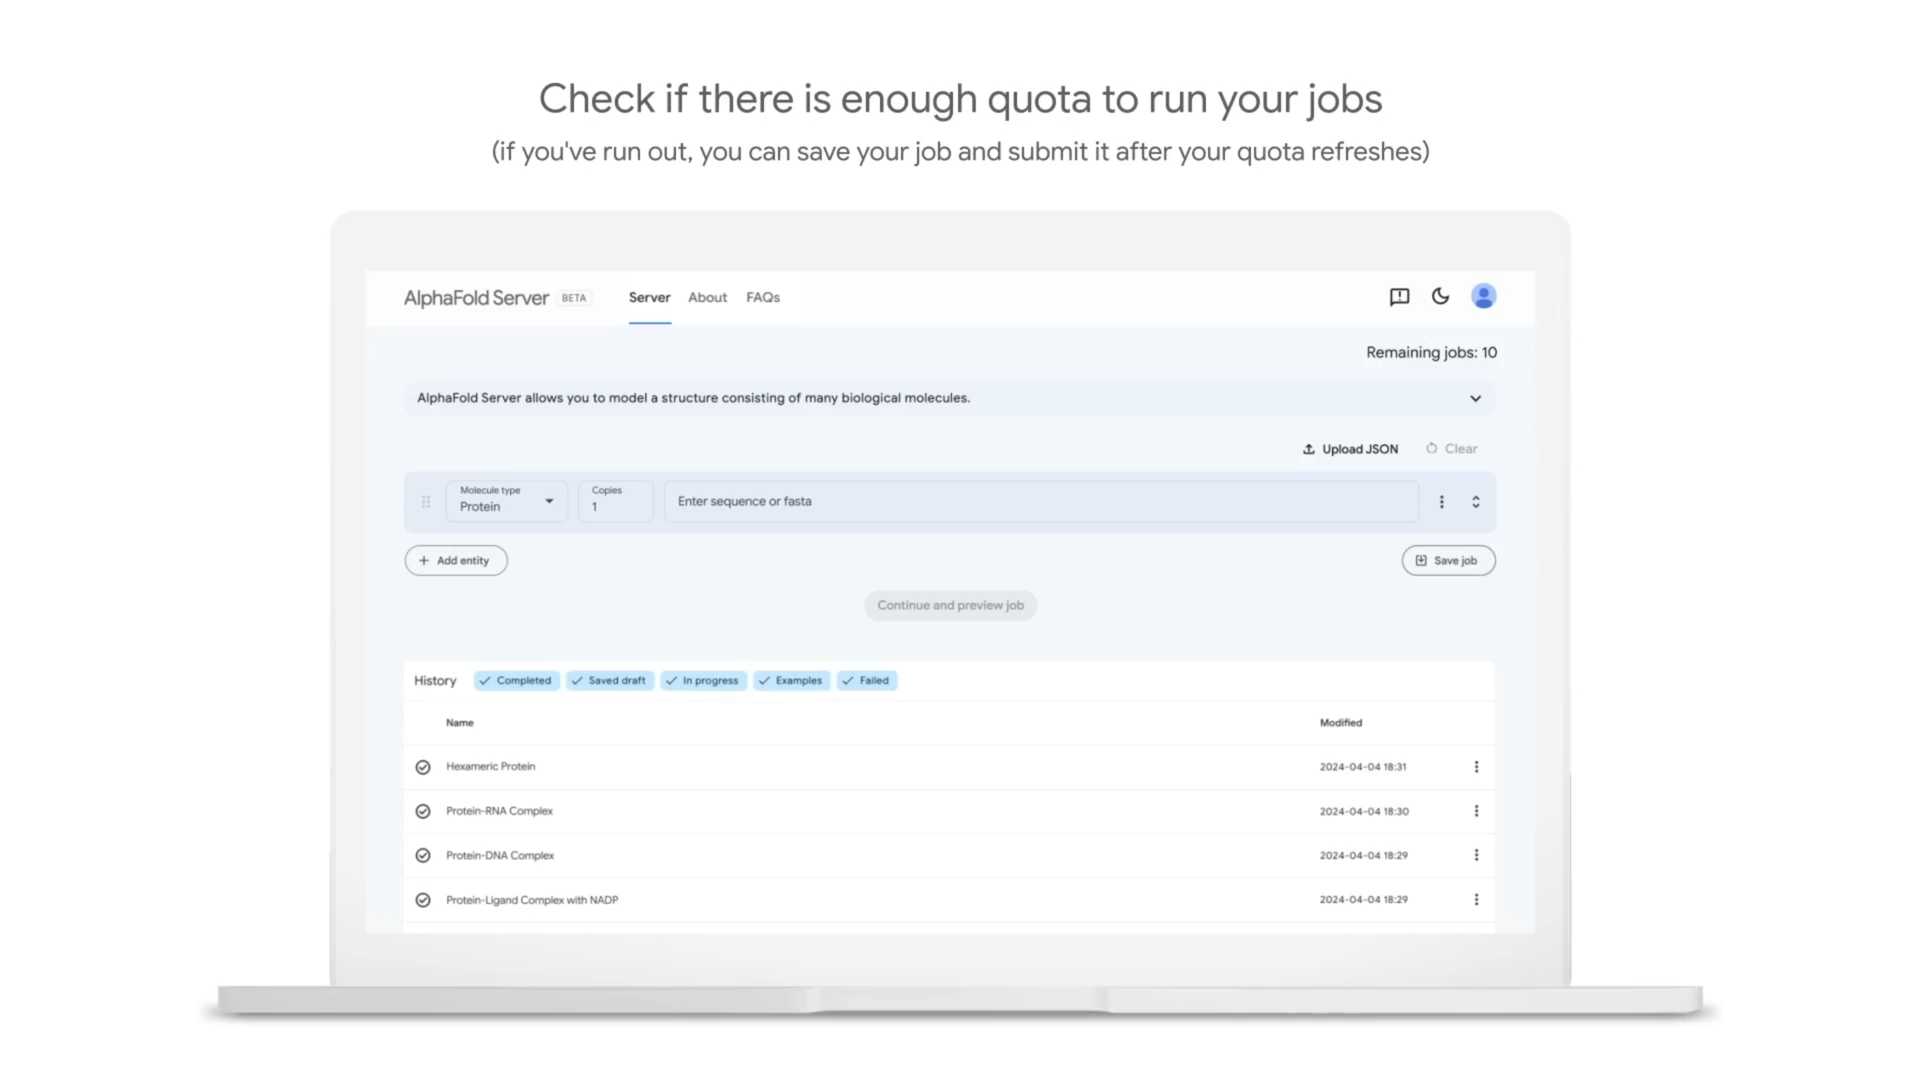 Check if there is enough quota to run your jobs
(if you've run out, you can save your job and submit it after your quota refreshes)
AlphaFold Server BETA Server About FAQs
Remaining jobs: 10
AlphaFold Server allows you to model a structure consisting of many biological molecules.
Upload JSON Clear
Molecule type Copies
Protein 1 Enter sequence or fasta
+ Add entity Save job
Continue and preview job
History Completed Saved draft In progress Examples Failed
Name Modified
Hexameric Protein 2024-04-04 18:31
Protein-RNA Complex 2024-04-04 18:30
Protein-DNA Complex 2024-04-04 18:29
Protein-Ligand Complex with NADP 2024-04-04 18:29